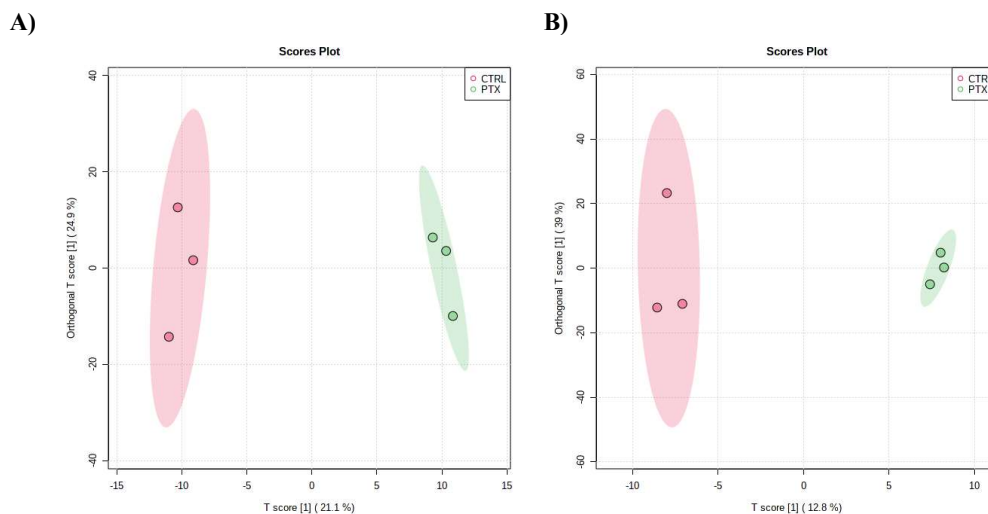 A)
Scores Plot
CTRL
PTX
Orthogonal T score [1] ( 24.9 %)
40
20
0
-20
-40
-15
-10
-5
0
5
10
15
T score [1] ( 21.1 %)
B)
Scores Plot
CTR
PTX
Orthogonal T score [1] ( 39 %)
60
40
20
0
-20
-40
-60
-10
-5
0
5
10
T score [1] ( 12.8 %)